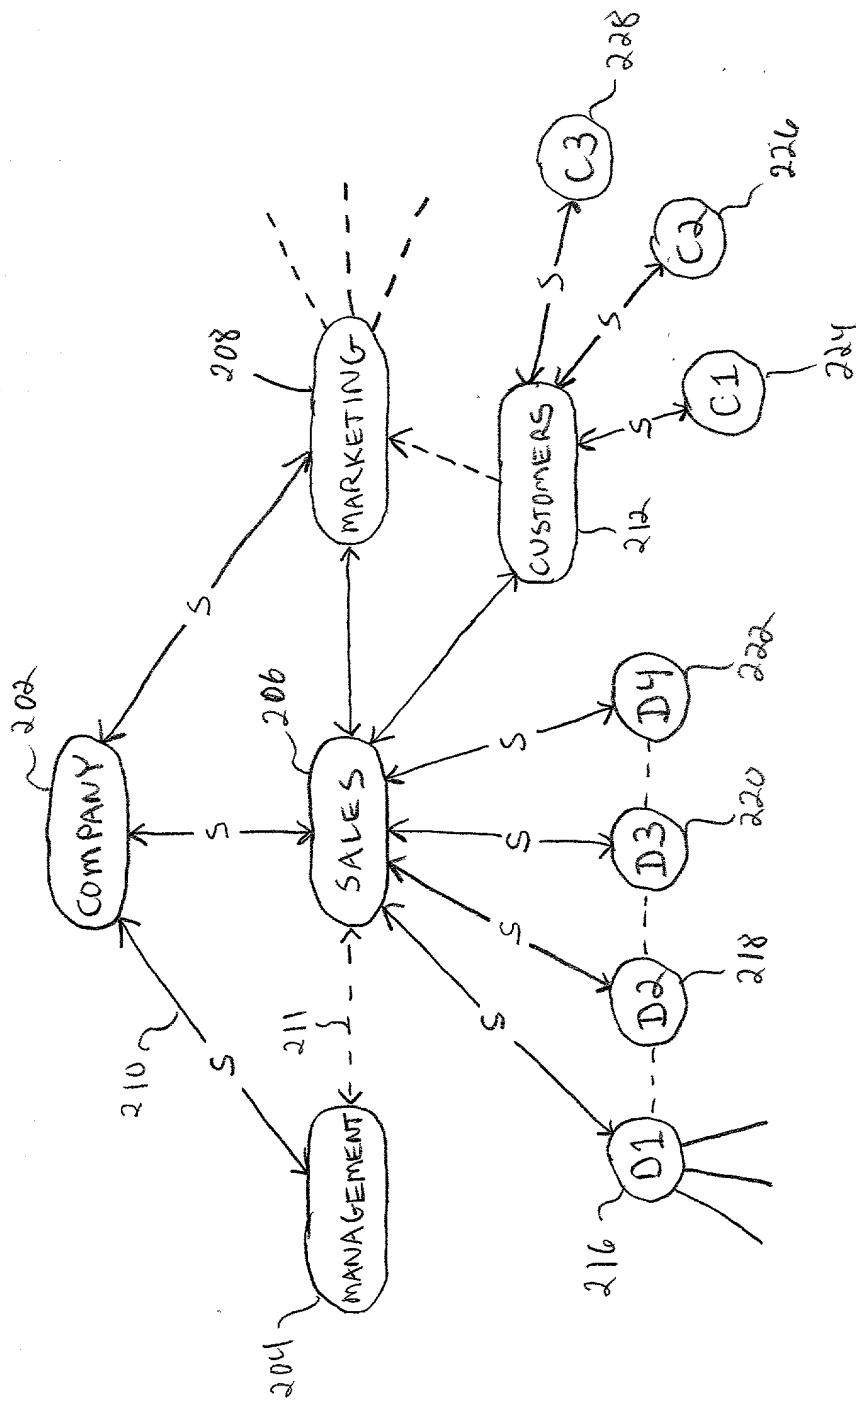 202
COMPANY
210
S
S
S
204
MANAGEMENT
211
206
SALES
208
MARKETING
S
S
S
S
212
CUSTOMERS
S
S
S
216
D1
D2
218
D3
220
D4
222
C1
224
C2
226
C3
228